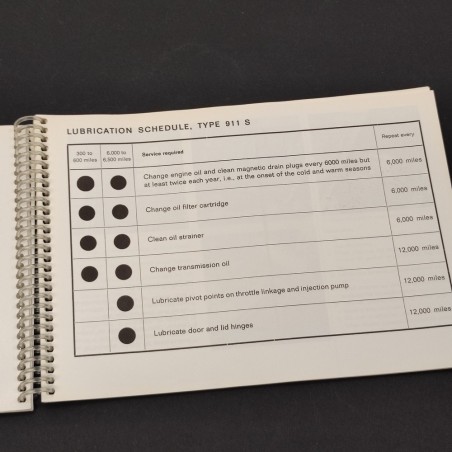 LUBRICATION SCHEDULE, TYPE 911 S
300 to
600 miles
6,000 to
6,500 miles
Service required
Repeat every
Change engine oil and clean magnetic drain plugs every 6000 miles but
at least twice each year, i.e., at the onset of the cold and warm seasons
6,000 miles
Change oil filter cartridge
6,000 miles
Clean oil strainer
6,000 miles
Change transmission oil
12,000 miles
Lubricate pivot points on throttle linkage and injection pump
12,000 miles
Lubricate door and lid hinges
12,000 miles